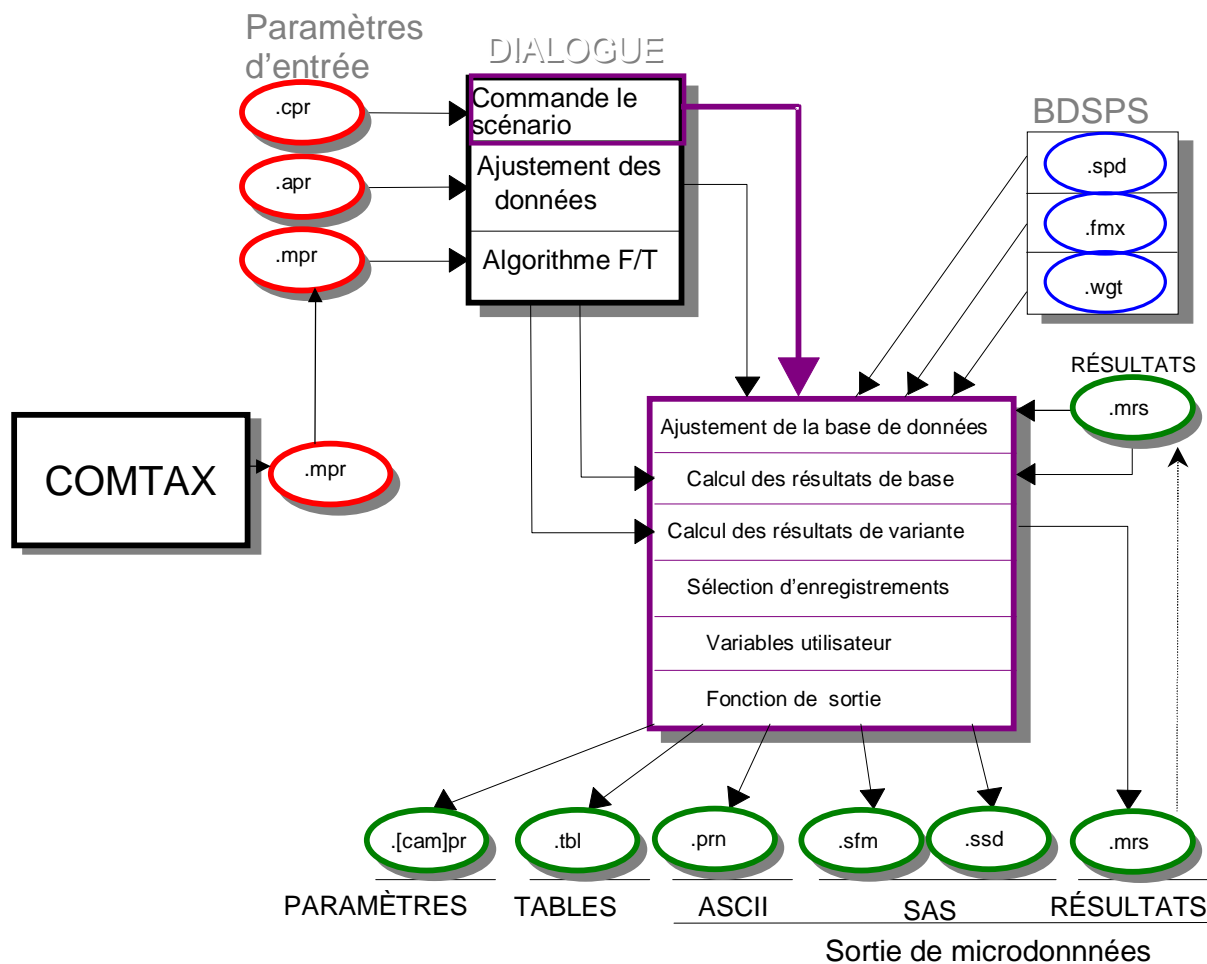 Paramètres
d'entrée
DIALOGUE
.cpr
Commande le
scénario
BDSPS
.apr
Ajustement des
données
.spd
.fmx
.mpr
Algorithme F/T
.wgt
RÉSULTATS
.mrs
Ajustement de la base de données
COMTAX
.mpr
Calcul des résultats de base
Calcul des résultats de variante
Sélection d'enregistrements
Variables utilisateur
Fonction de sortie
.[cam]pr
.tbl
.prn
.sfm
.ssd
.mrs
PARAMÈTRES
TABLES
ASCII
SAS
RÉSULTATS
Sortie de microdonnnées